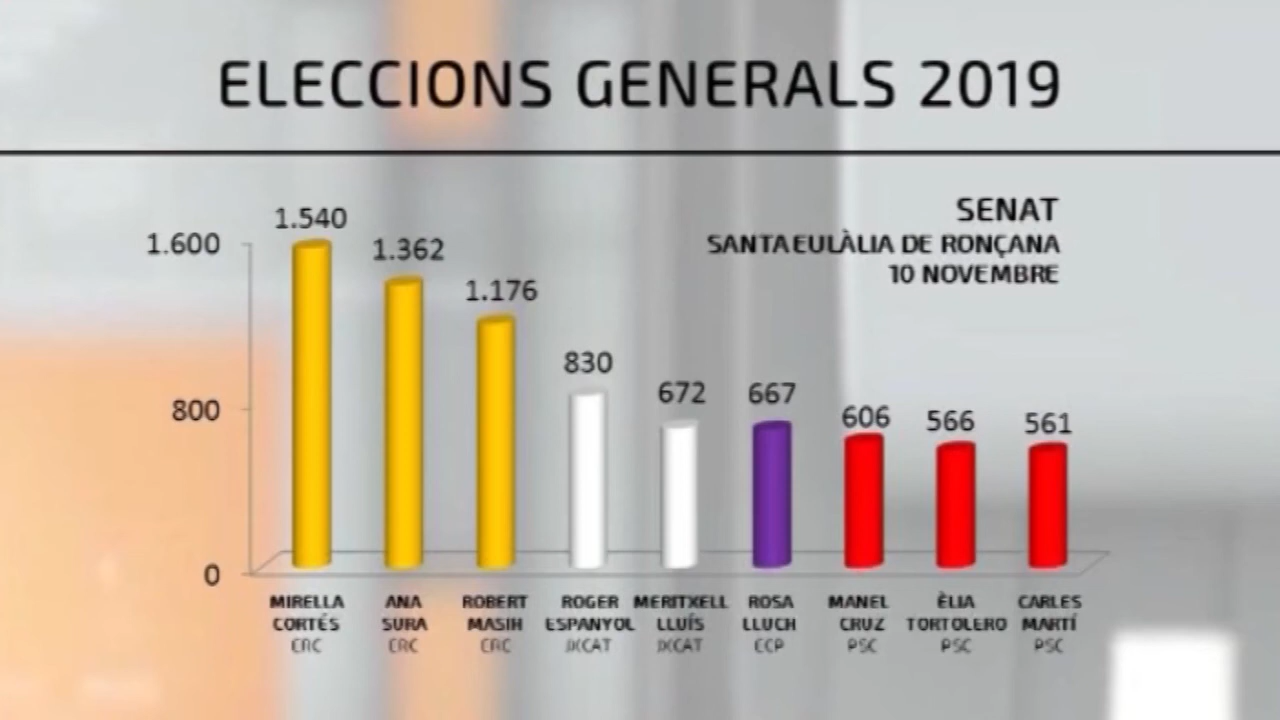 ELECCIONS GENERALS 2019
SENAT
SANTA EULÀLIA DE RONÇANA
10 NOVEMBRE
1.600
800
0
1.540
1.362
1.176
830
672
667
606
566
561
MIRELLA
CORTÉS
ERC
ANA
SURA
ERC
ROBERT
MASIH
ERC
ROGER
ESPANYOL
JXCAT
MERITXELL
LLUÍS
JXCAT
ROSA
LLUCH
ECP
MANEL
CRUZ
PSC
ÈLIA
TORTOLERO
PSC
CARLES
MARTÍ
PSC